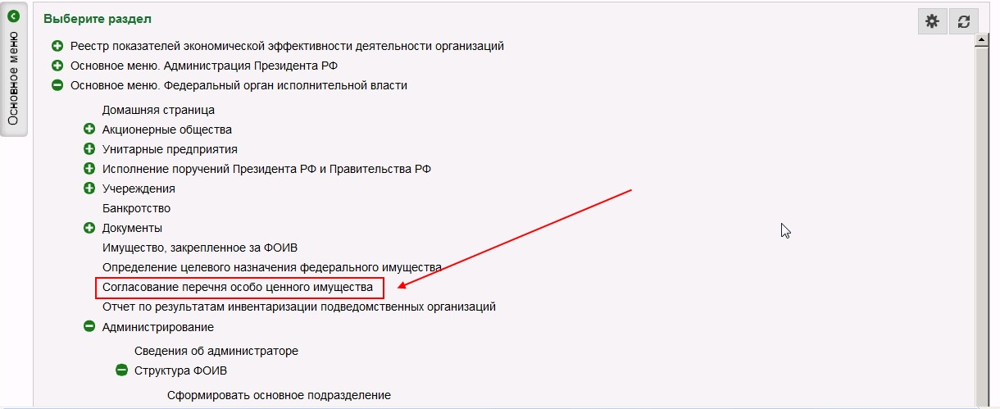 Основное меню
Выберите раздел
Реестр показателей экономической эффективности деятельности организаций
Основное меню. Администрация Президента РФ
Основное меню. Федеральный орган исполнительной власти
Домашняя страница
Акционерные общества
Унитарные предприятия
Исполнение поручений Президента РФ и Правительства РФ
Учереждения
Банкротство
Документы
Имущество, закрепленное за ФОИВ
Определение целевого назначения федерального имущества
Согласование перечня особо ценного имущества
Отчет по результатам инвентаризации подведомственных организаций
Администрирование
Сведения об администраторе
Структура ФОИВ
Сформировать основное подразделение